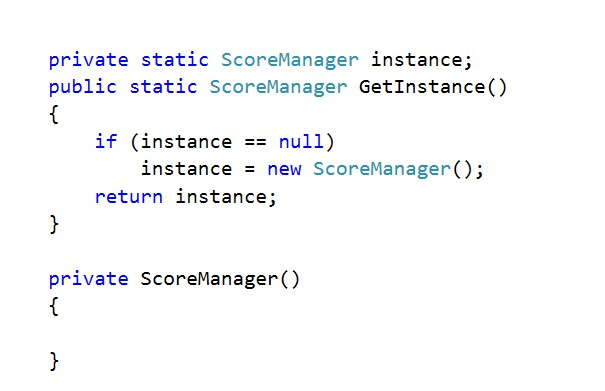 private static ScoreManager instance;
public static ScoreManager GetInstance()
{
    if (instance == null)
        instance = new ScoreManager();
    return instance;
}

private ScoreManager()
{

}